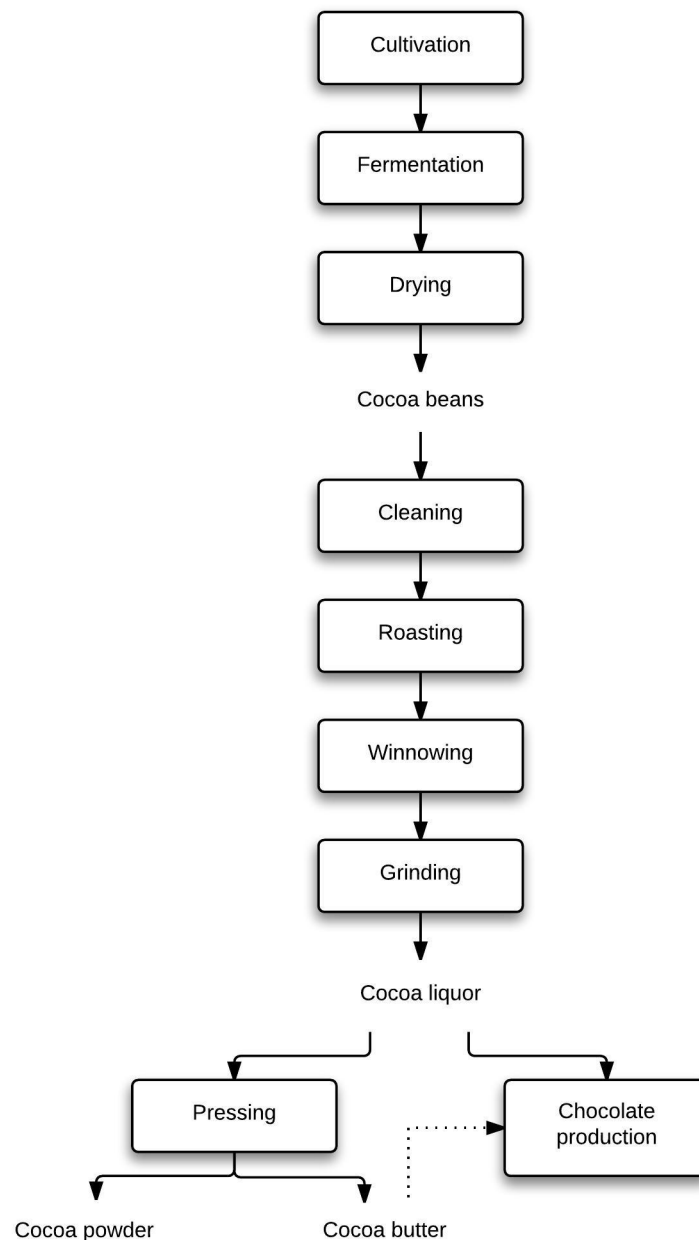 Cultivation
Fermentation
Drying
Cocoa beans
Cleaning
Roasting
Winnowing
Grinding
Cocoa liquor
Pressing
Chocolate
production
Cocoa powder
Cocoa butter